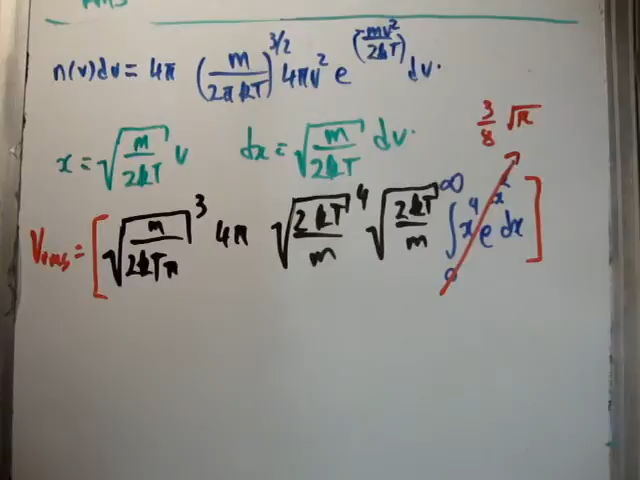 n(v)dv = 4π (m/2πkT)^3/2 4πv² e^(-mv²/2kT) dv.
3/8 √π
x = √(m/2kT) v dx = √(m/2kT) dv.
Vrms = [√(m/2kTπ)³ 4π √(2kT/m)⁴ √(2kT/m) ∫₀^∞ x⁴ e^-x² dx]